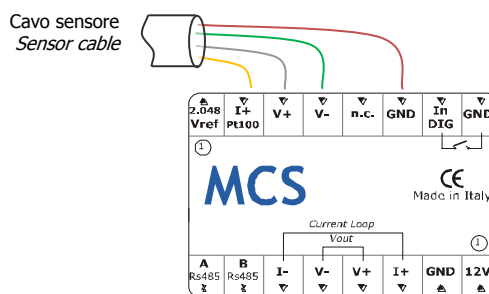 Cavo sensore
Sensor cable
2.048 I+ V+ V- n.c. GND In GND
Vref Pt100 DIG
1
MCS
CE
Made in Italy
Current Loop
Vout
1
A B I- V- V+ I+ GND 12V
Rs485 Rs485